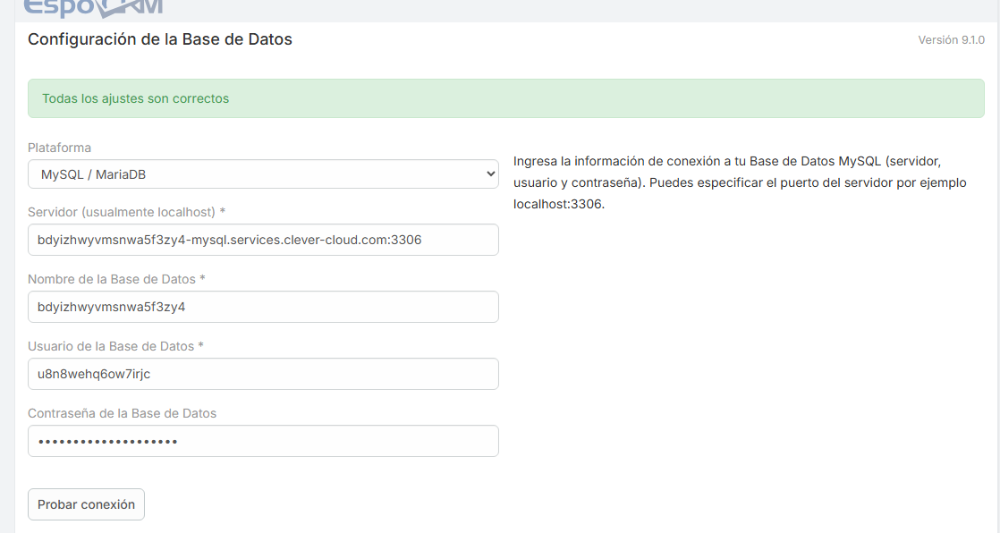 EspoCRM
Configuración de la Base de Datos
Versión 9.1.0
Todas los ajustes son correctos
Plataforma
MySQL / MariaDB
Ingresa la información de conexión a tu Base de Datos MySQL (servidor,
usuario y contraseña). Puedes especificar el puerto del servidor por ejemplo
localhost:3306.
Servidor (usualmente localhost) *
bdyizhwyvmsnwa5f3zy4-mysql.services.clever-cloud.com:3306
Nombre de la Base de Datos *
bdyizhwyvmsnwa5f3zy4
Usuario de la Base de Datos *
u8n8wehq6ow7irjc
Contraseña de la Base de Datos
••••••••••••••••••••
Probar conexión